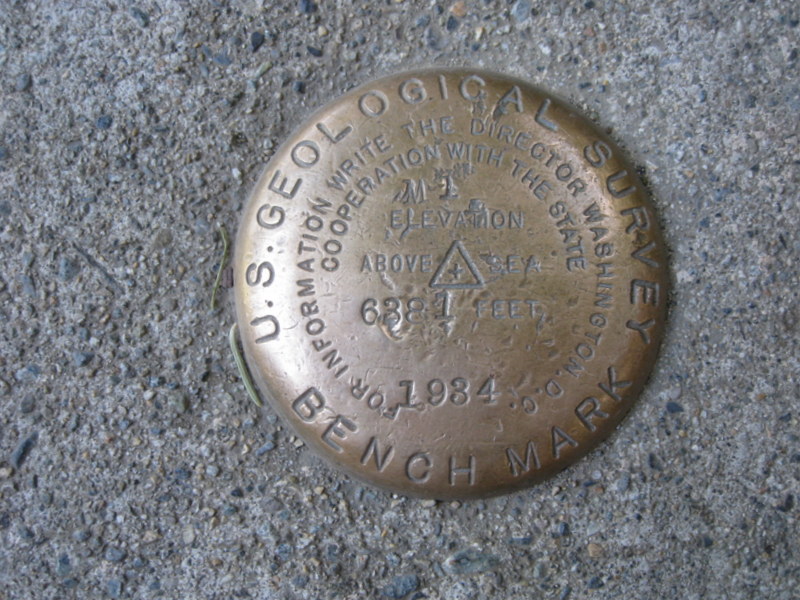 U.S. GEOLOGICAL SURVEY
FOR INFORMATION WRITE THE DIRECTOR WASHINGTON. D.C.
COOPERATION WITH THE STATE
ELEVATION
ABOVE SEA
FEET
1934
BENCH MARK